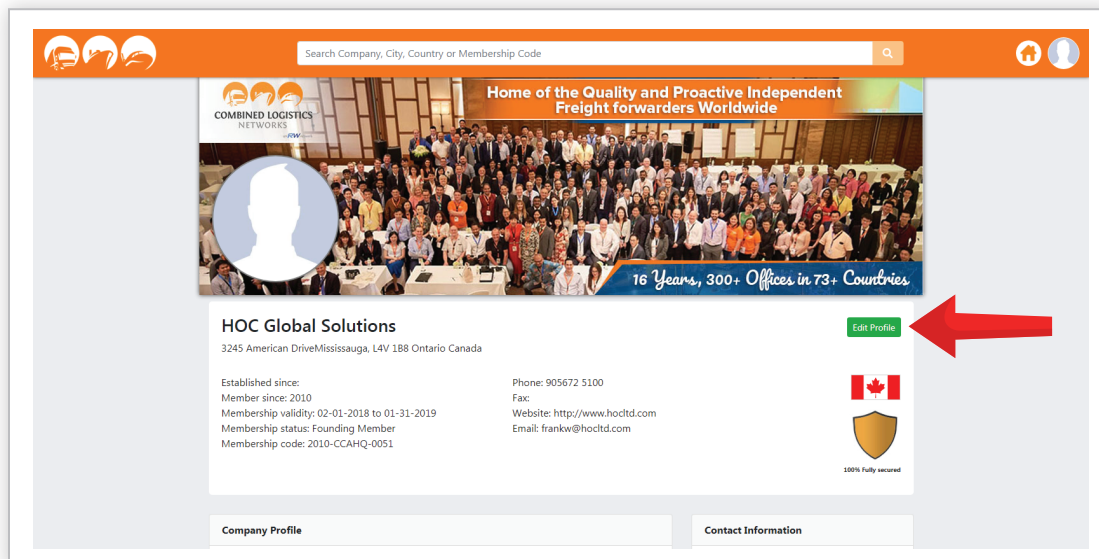 Search Company, City, Country or Membership Code
COMBINED LOGISTICS
NETWORKS
Home of the Quality and Proactive Independent
Freight forwarders Worldwide
16 Years, 300+ Offices in 73+ Countries
HOC Global Solutions
Edit Profile
3245 American DriveMississauga, L4V 1B8 Ontario Canada
Established since:
Member since: 2010
Membership validity: 02-01-2018 to 01-31-2019
Membership status: Founding Member
Membership code: 2010-CCAHQ-0051
Phone: 905672 5100
Fax:
Website: http://www.hocltd.com
Email: frankw@hocltd.com
100% Fully secured
Company Profile
Contact Information